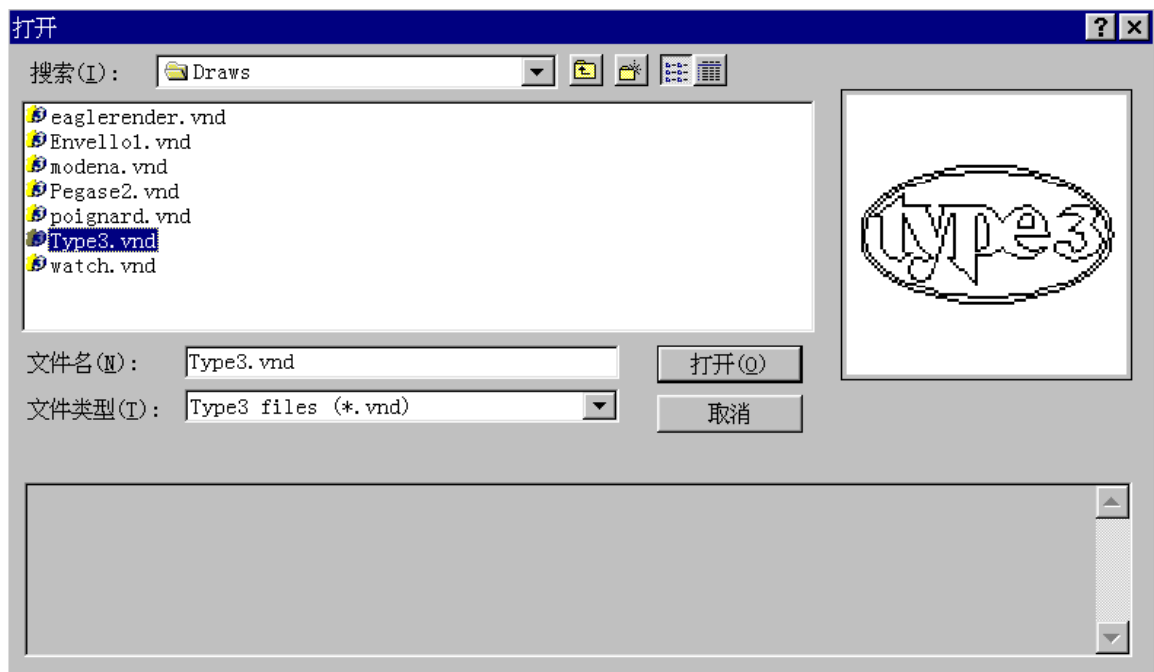 打开
搜索(I):
Draws
eaglerender.vnd
Envello1.vnd
modena.vnd
Pegase2.vnd
poignard.vnd
Type3.vnd
watch.vnd
type3
文件名(N):
Type3.vnd
打开(O)
文件类型(T):
Type3 files (*.vnd)
取消